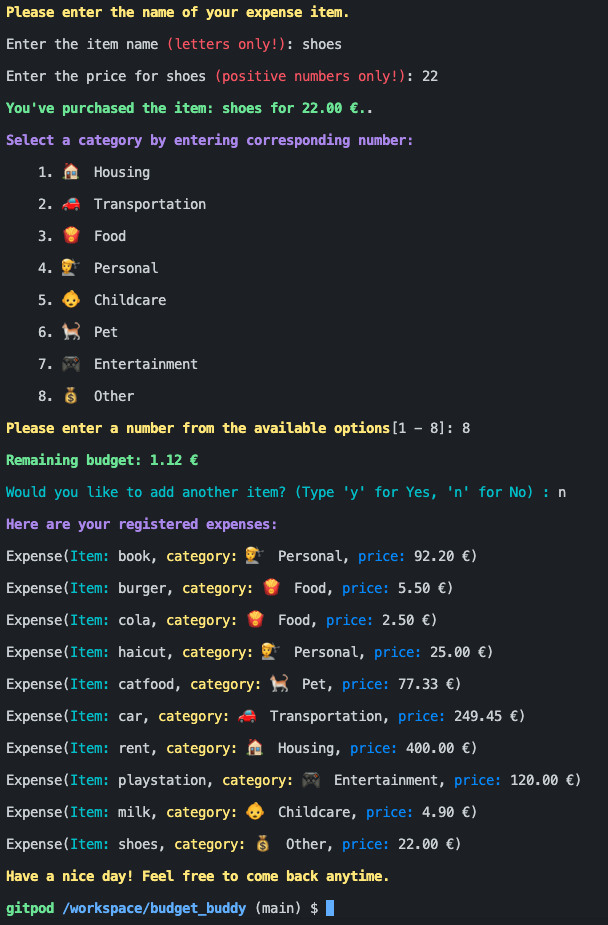 Please enter the name of your expense item.
Enter the item name (letters only!): shoes
Enter the price for shoes (positive numbers only!): 22
You've purchased the item: shoes for 22.00 €..
Select a category by entering corresponding number:
1. 🏠 Housing
2. 🚗 Transportation
3. 🍟 Food
4. 💇 Personal
5. 👶 Childcare
6. 🐈 Pet
7. 🎮 Entertainment
8. 💰 Other
Please enter a number from the available options[1 - 8]: 8
Remaining budget: 1.12 €
Would you like to add another item? (Type 'y' for Yes, 'n' for No) : n
Here are your registered expenses:
Expense(Item: book, category: 💇 Personal, price: 92.20 €)
Expense(Item: burger, category: 🍟 Food, price: 5.50 €)
Expense(Item: cola, category: 🍟 Food, price: 2.50 €)
Expense(Item: haicut, category: 💇 Personal, price: 25.00 €)
Expense(Item: catfood, category: 🐈 Pet, price: 77.33 €)
Expense(Item: car, category: 🚗 Transportation, price: 249.45 €)
Expense(Item: rent, category: 🏠 Housing, price: 400.00 €)
Expense(Item: playstation, category: 🎮 Entertainment, price: 120.00 €)
Expense(Item: milk, category: 👶 Childcare, price: 4.90 €)
Expense(Item: shoes, category: 💰 Other, price: 22.00 €)
Have a nice day! Feel free to come back anytime.
gitpod /workspace/budget_buddy (main) $